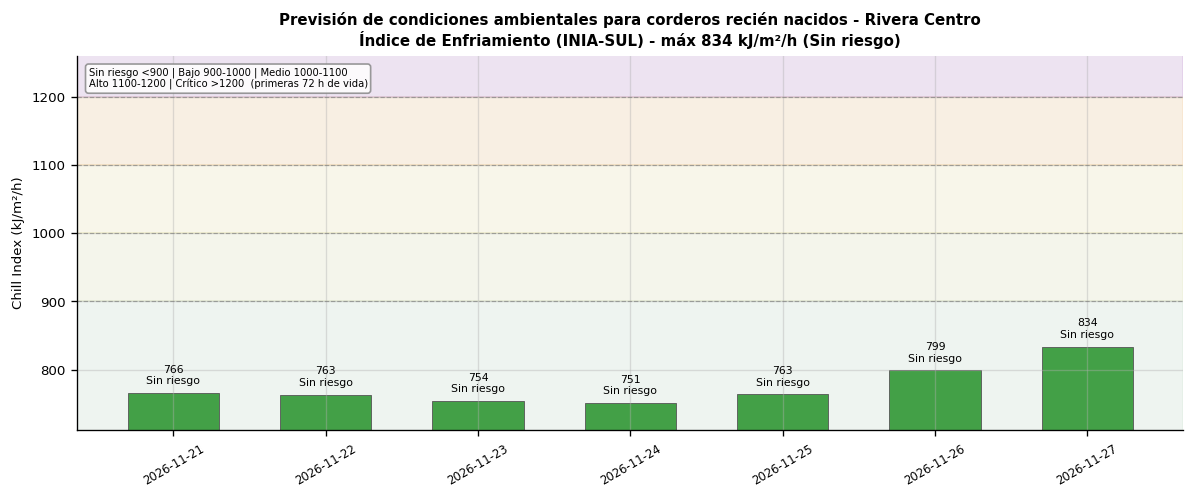 Previsión de condiciones ambientales para corderos recién nacidos - Rivera Centro
Índice de Enfriamiento (INIA-SUL) - máx 834 kJ/m²/h (Sin riesgo)
Sin riesgo <900 | Bajo 900-1000 | Medio 1000-1100
Alto 1100-1200 | Crítico >1200  (primeras 72 h de vida)
Chill Index (kJ/m²/h)
1200
1100
1000
900
800
766
Sin riesgo
763
Sin riesgo
754
Sin riesgo
751
Sin riesgo
763
Sin riesgo
799
Sin riesgo
834
Sin riesgo
2026-11-21
2026-11-22
2026-11-23
2026-11-24
2026-11-25
2026-11-26
2026-11-27